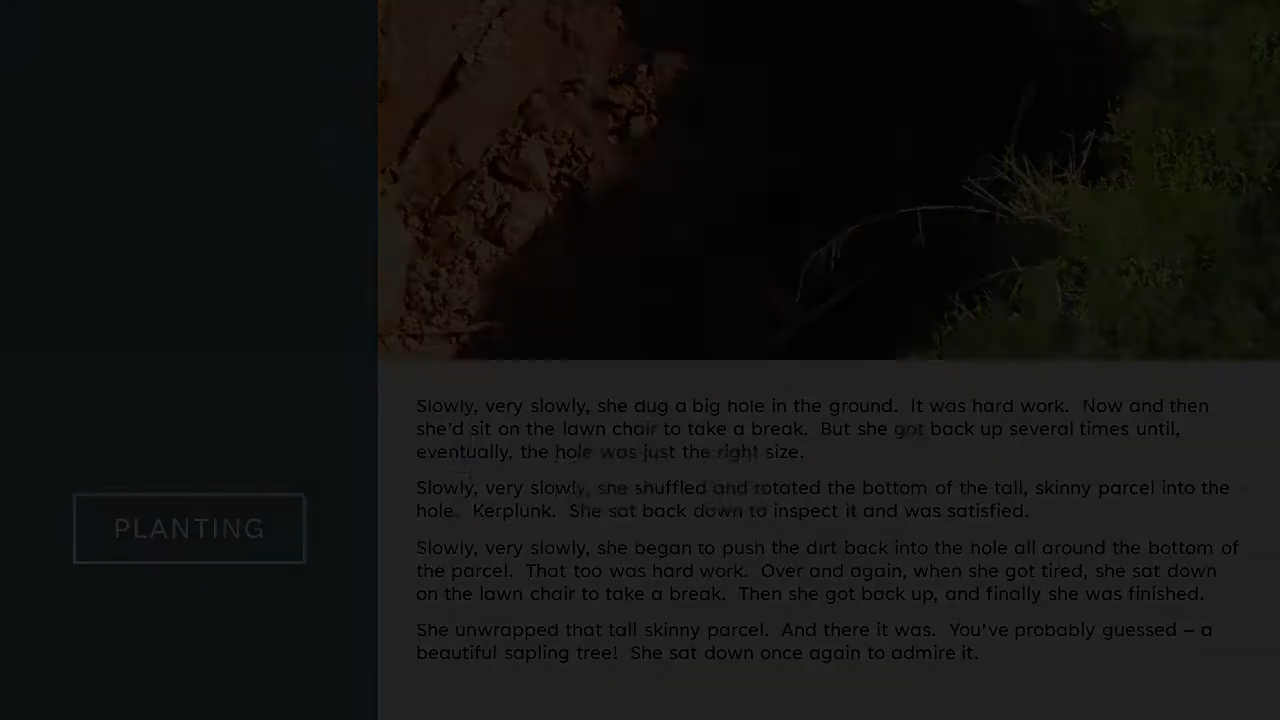 Slowly, very slowly, she dug a big hole in the ground.  It was hard work.  Now and then
she'd sit on the lawn chair to take a break.  But she got back up several times until,
eventually, the hole was just the right size.
Slowly, very slowly, she shuffled and rotated the bottom of the tall, skinny parcel into the
hole.  Kerplunk.  She sat back down to inspect it and was satisfied.
Slowly, very slowly, she began to push the dirt back into the hole all around the bottom of
the parcel.  That too was hard work.  Over and again, when she got tired, she sat down
on the lawn chair to take a break.  Then she got back up, and finally she was finished.
She unwrapped that tall skinny parcel.  And there it was.  You've probably guessed – a
beautiful sapling tree!  She sat down once again to admire it.
PLANTING